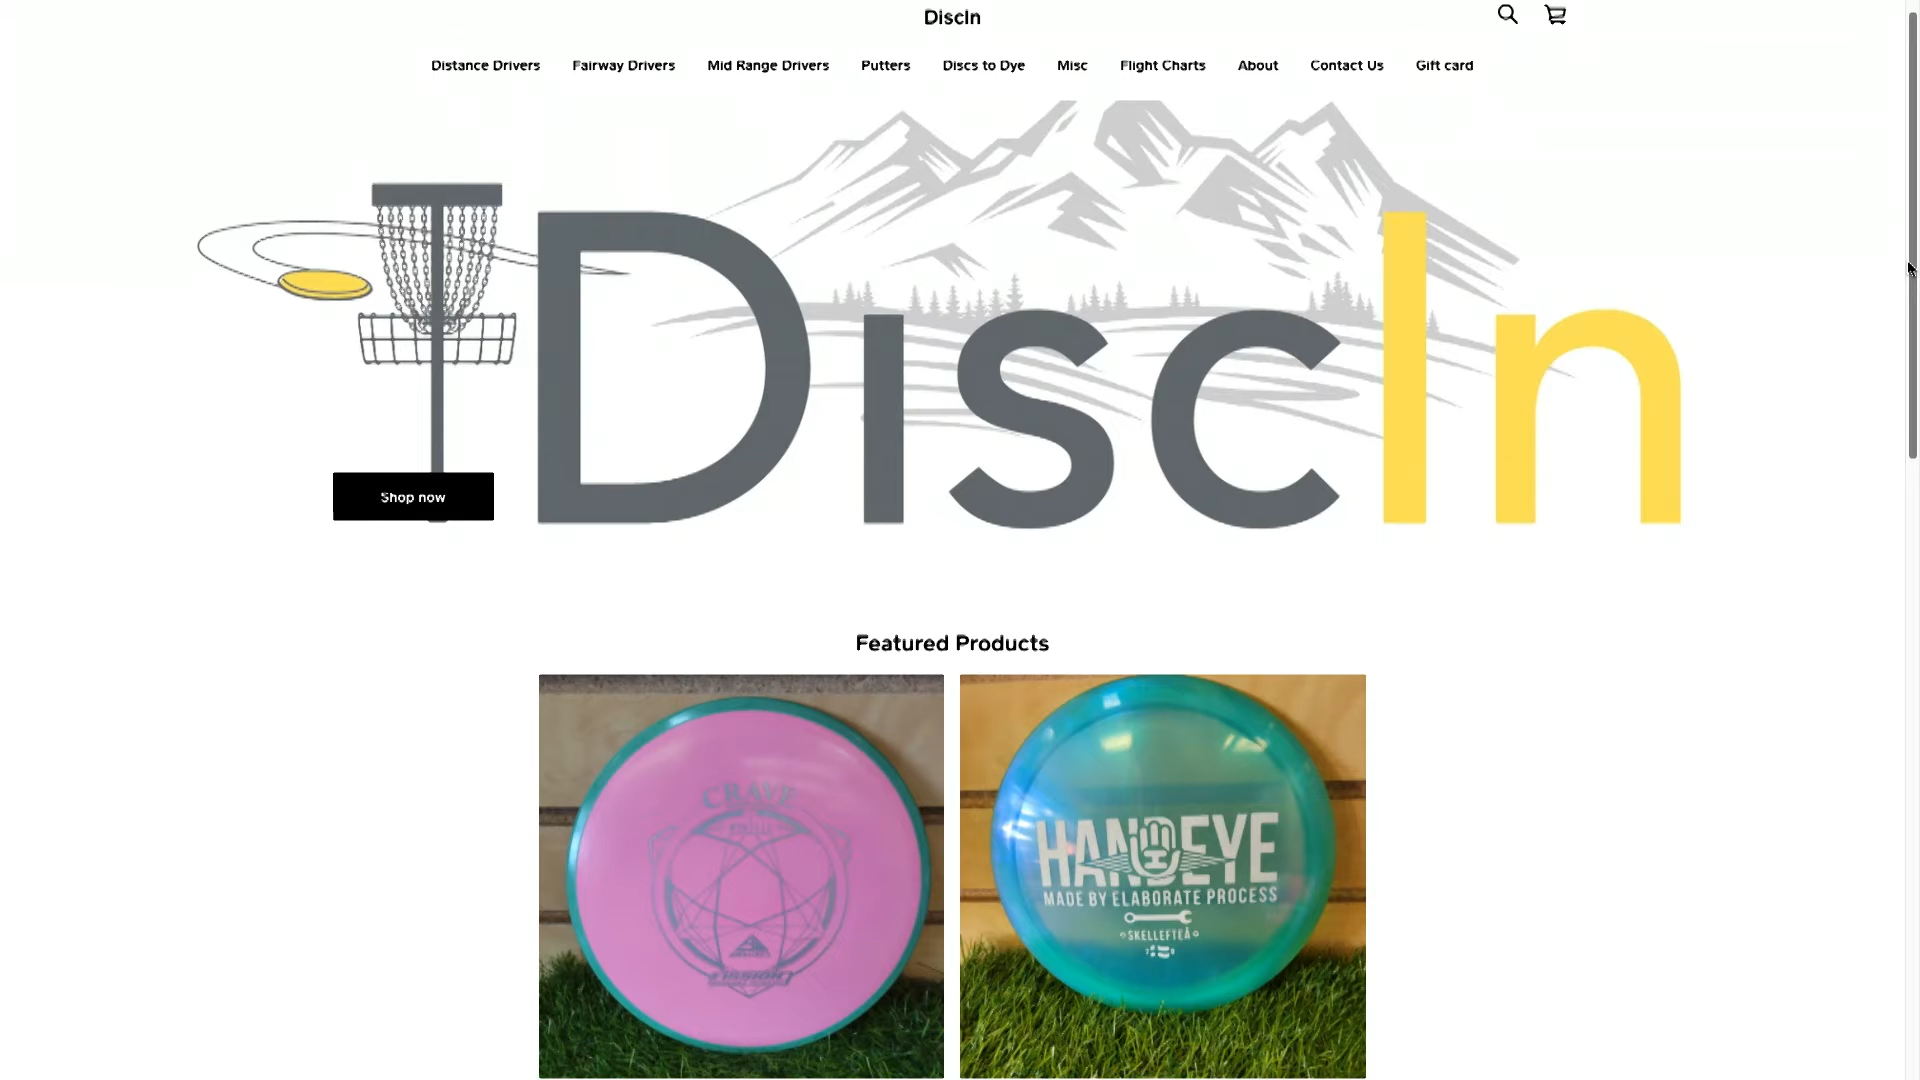 DiscIn
Distance Drivers Fairway Drivers Mid Range Drivers Putters Discs to Dye Misc Flight Charts About Contact Us Gift card
DiscIn
Shop now
Featured Products
CRAVE
FISSION
HANDEYE
MADE BY ELABORATE PROCESS
SKELLEFTEÅ